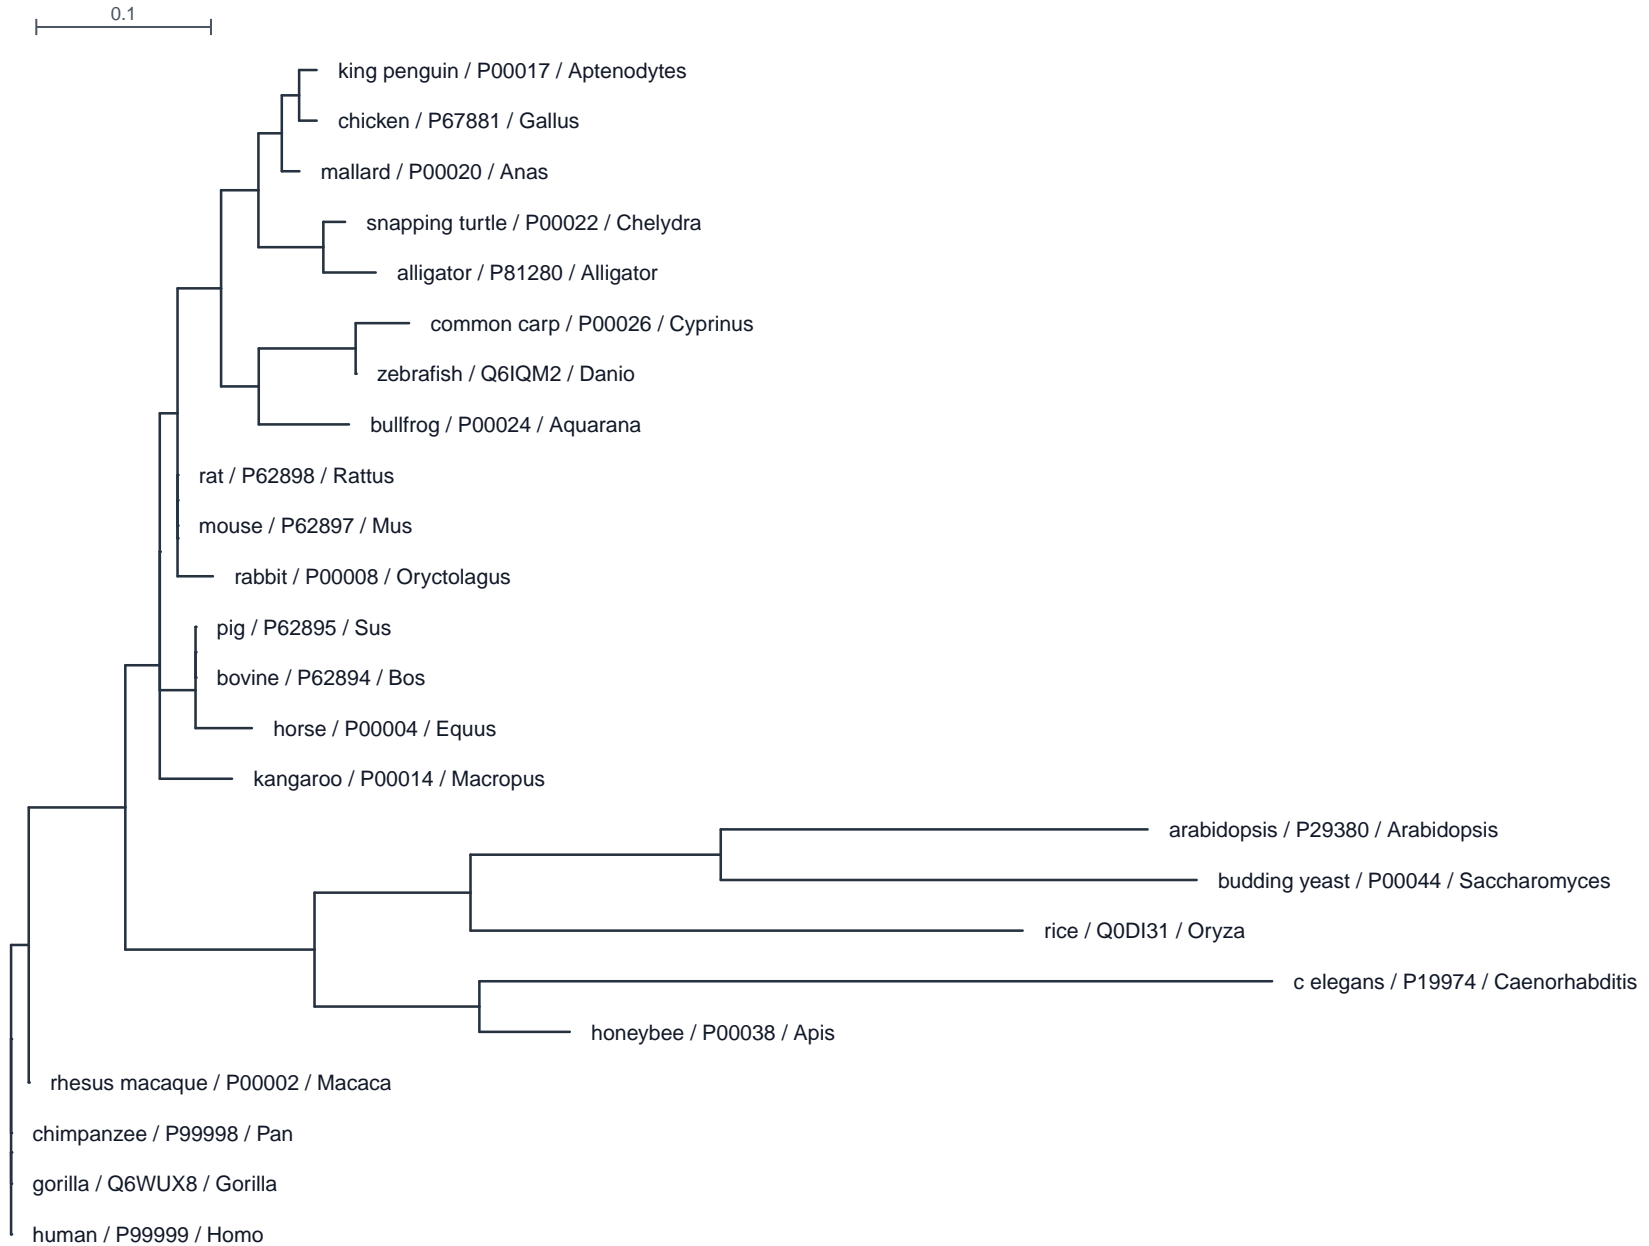 0.1
king penguin / P00017 / Aptenodytes
chicken / P67881 / Gallus
mallard / P00020 / Anas
snapping turtle / P00022 / Chelydra
alligator / P81280 / Alligator
common carp / P00026 / Cyprinus
zebrafish / Q6IQM2 / Danio
bullfrog / P00024 / Aquarana
rat / P62898 / Rattus
mouse / P62897 / Mus
rabbit / P00008 / Oryctolagus
pig / P62895 / Sus
bovine / P62894 / Bos
horse / P00004 / Equus
kangaroo / P00014 / Macropus
arabidopsis / P29380 / Arabidopsis
budding yeast / P00044 / Saccharomyces
rice / Q0DI31 / Oryza
c elegans / P19974 / Caenorhabditis
honeybee / P00038 / Apis
rhesus macaque / P00002 / Macaca
chimpanzee / P99998 / Pan
gorilla / Q6WUX8 / Gorilla
human / P99999 / Homo